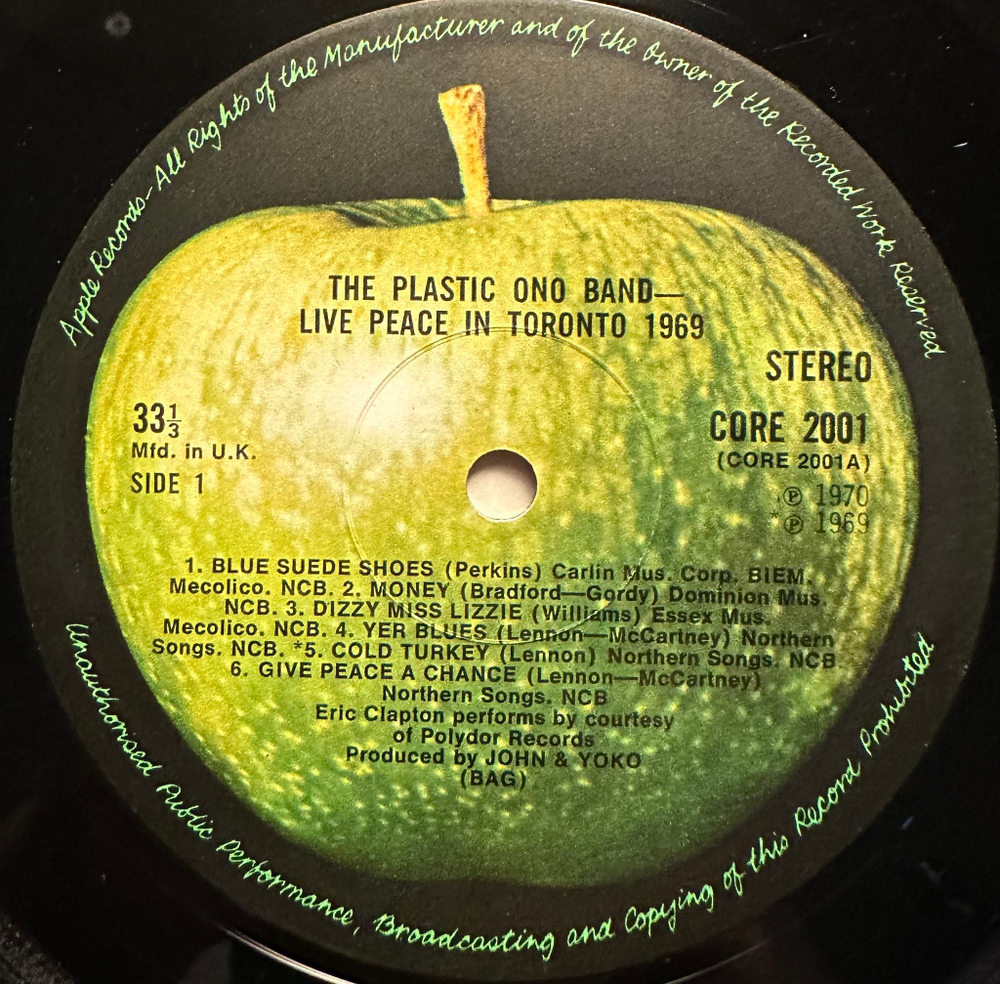 Apple Records-All Rights of the Manufacturer and of the Owner of the Recorded Work Reserved
THE PLASTIC ONO BAND—
LIVE PEACE IN TORONTO 1969
STEREO
33⅓
Mfd. in U.K.
SIDE 1
CORE 2001
(CORE 2001A)
℗ 1970
*℗ 1969
1. BLUE SUEDE SHOES (Perkins) Carlin Mus. Corp. BIEM.
Mecolico. NCB. 2. MONEY (Bradford—Gordy) Dominion Mus.
NCB. 3. DIZZY MISS LIZZIE (Williams) Essex Mus.
Mecolico. NCB. 4. YER BLUES (Lennon—McCartney) Northern
Songs. NCB. *5. COLD TURKEY (Lennon) Northern Songs. NCB
6. GIVE PEACE A CHANCE (Lennon—McCartney)
Northern Songs. NCB
Eric Clapton performs by courtesy
of Polydor Records
Produced by JOHN & YOKO
(BAG)
Unauthorised Public Performance, Broadcasting and Copying of this Record Prohibited